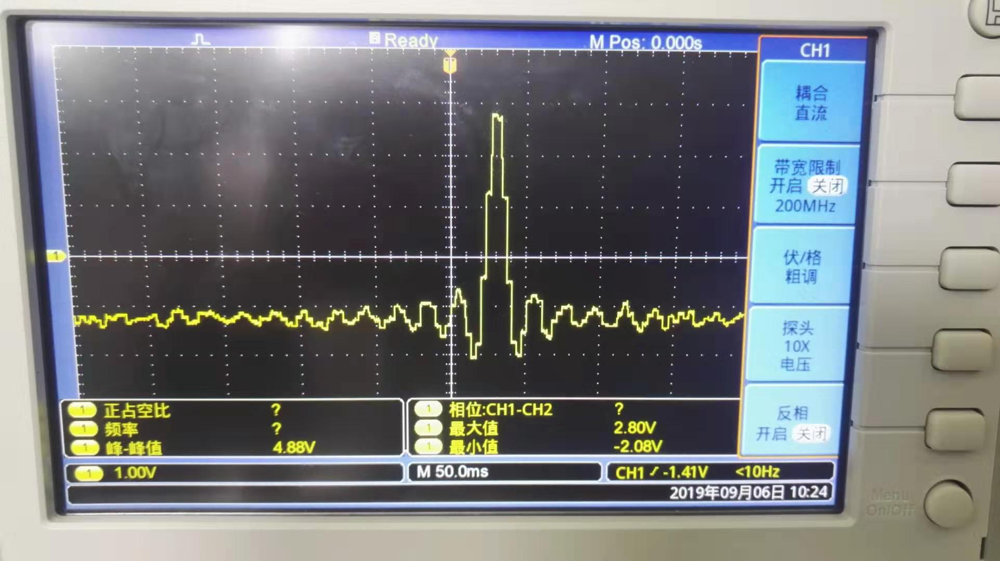 Ready
M Pos: 0.000s
CH1
T
耦合
直流
带宽限制
开启 关闭
200MHz
1
伏/格
粗调
探头
10X
电压
反相
开启 关闭
1 正占空比 ?
1 频率 ?
1 峰-峰值 4.88V
1 相位:CH1-CH2 ?
1 最大值 2.80V
1 最小值 -2.08V
1 1.00V
M 50.0ms
CH1 -1.41V <10Hz
2019年09月06日 10:24
Menu
On/Off